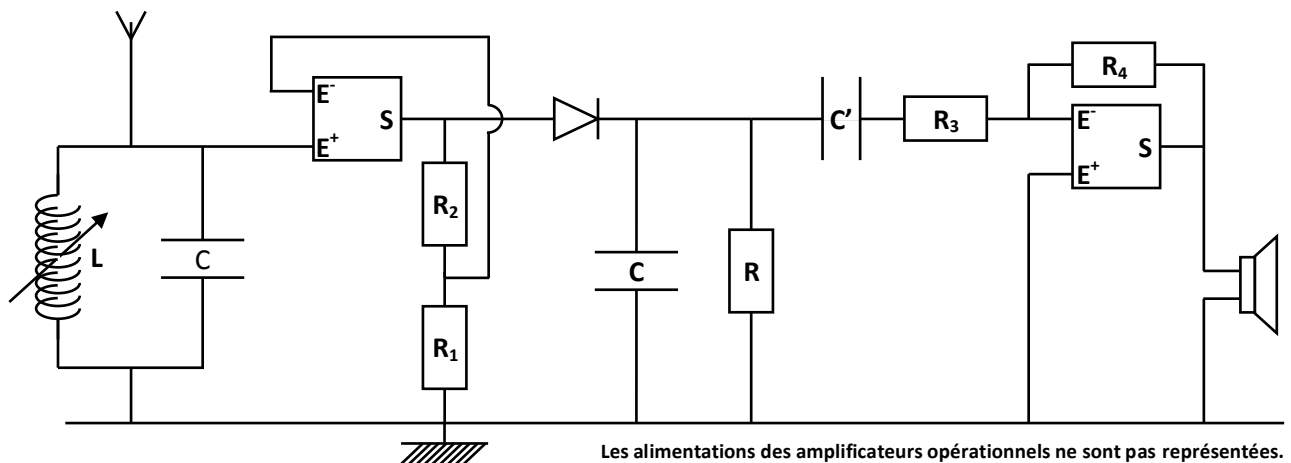 R₄
E⁻
S
E⁺
C'
R₃
E⁻
S
E⁺
R₂
L
C
C
R
R₁
Les alimentations des amplificateurs opérationnels ne sont pas représentées.